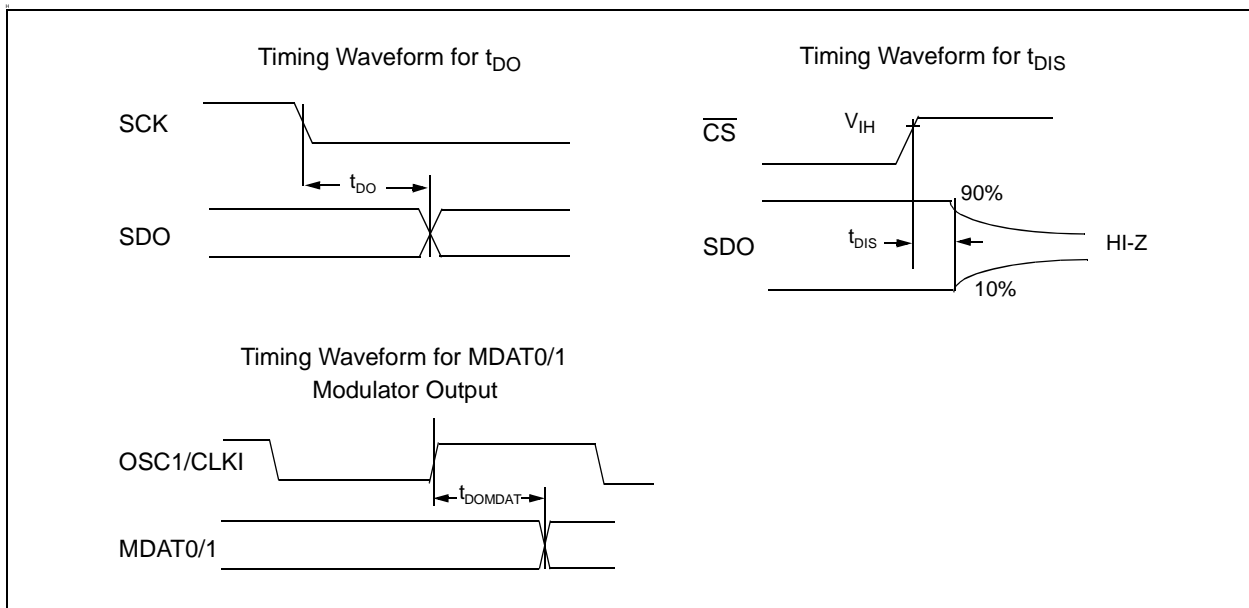 Timing Waveform for tDO
SCK
tDO
SDO
Timing Waveform for tDIS
CS
VIH
90%
SDO
tDIS
HI-Z
10%
Timing Waveform for MDAT0/1
Modulator Output
OSC1/CLKI
tDOMDAT
MDAT0/1